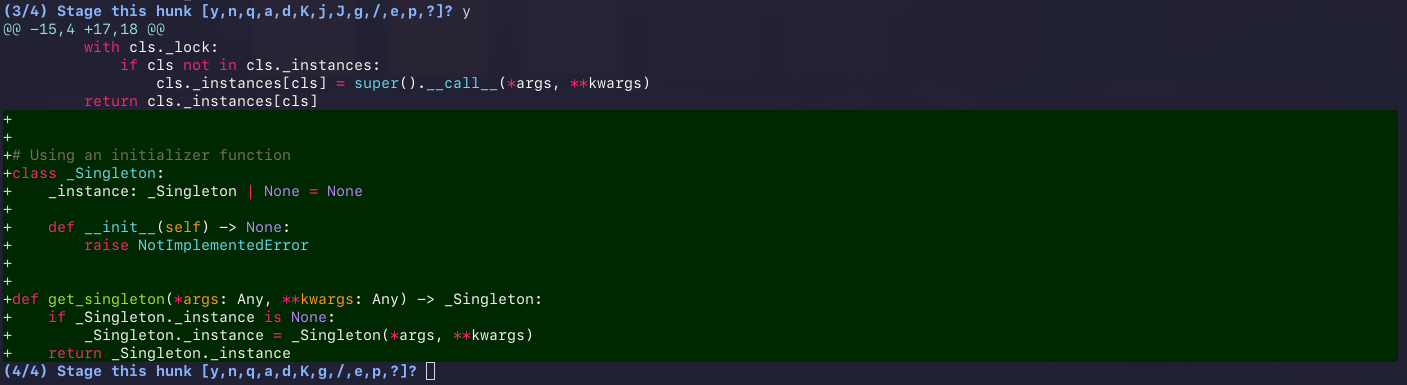 (3/4) Stage this hunk [y,n,q,a,d,K,j,J,g,/,e,p,?]? y
@@ -15,4 +17,18 @@
         with cls._lock:
             if cls not in cls._instances:
                 cls._instances[cls] = super().__call__(*args, **kwargs)
         return cls._instances[cls]
+
+
+# Using an initializer function
+class _Singleton:
+    _instance: _Singleton | None = None
+
+    def __init__(self) -> None:
+        raise NotImplementedError
+
+
+def get_singleton(*args: Any, **kwargs: Any) -> _Singleton:
+    if _Singleton._instance is None:
+        _Singleton._instance = _Singleton(*args, **kwargs)
+    return _Singleton._instance
(4/4) Stage this hunk [y,n,q,a,d,K,g,/,e,p,?]?